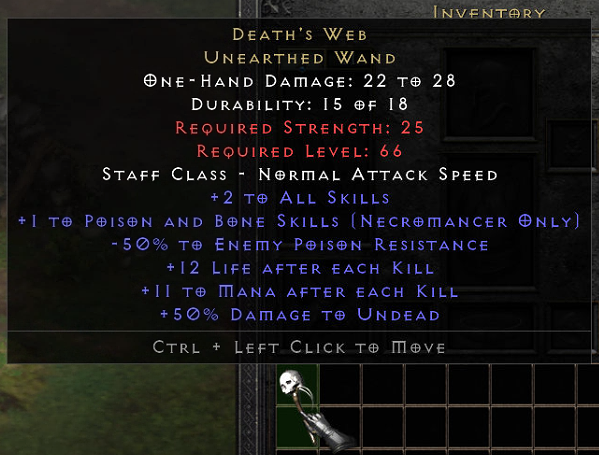 Inventory
Death's Web
Unearthed Wand
One-Hand Damage: 22 to 28
Durability: 15 of 18
Required Strength: 25
Required Level: 66
Staff Class - Normal Attack Speed
+2 to All Skills
+1 to Poison and Bone Skills (Necromancer Only)
-50% to Enemy Poison Resistance
+12 Life after each Kill
+11 to Mana after each Kill
+50% Damage to Undead
Ctrl + Left Click to Move